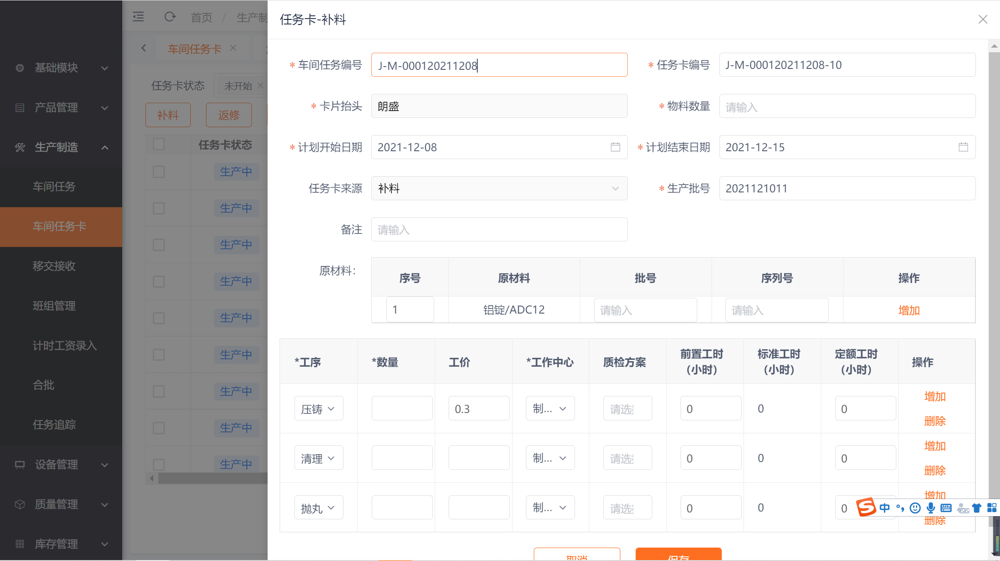 首页 / 生产制
任务卡-补料
车间任务卡
基础模块
产品管理
生产制造
车间任务
车间任务卡
移交接收
班组管理
计时工资录入
合批
任务追踪
设备管理
质量管理
库存管理
任务卡状态 未开始
补料 返修
任务卡状态
生产中
生产中
生产中
生产中
生产中
生产中
生产中
生产中
生产中
* 车间任务编号 J-M-000120211208 * 任务卡编号 J-M-000120211208-10
* 卡片抬头 朗盛 * 物料数量 请输入
* 计划开始日期 2021-12-08 * 计划结束日期 2021-12-15
任务卡来源 补料 * 生产批号 2021121011
备注 请输入
原材料：
序号 原材料 批号 序列号 操作
1 铝锭/ADC12 请输入 请输入 增加
*工序 *数量 工价 *工作中心 质检方案 前置工时 标准工时 定额工时 操作
（小时） （小时） （小时）
压铸 0.3 制... 请选 0 0 0 增加
删除
清理 制... 请选 0 0 0 增加
删除
抛丸 制... 请选 0 0 0 增加
删除
中
取消 保存